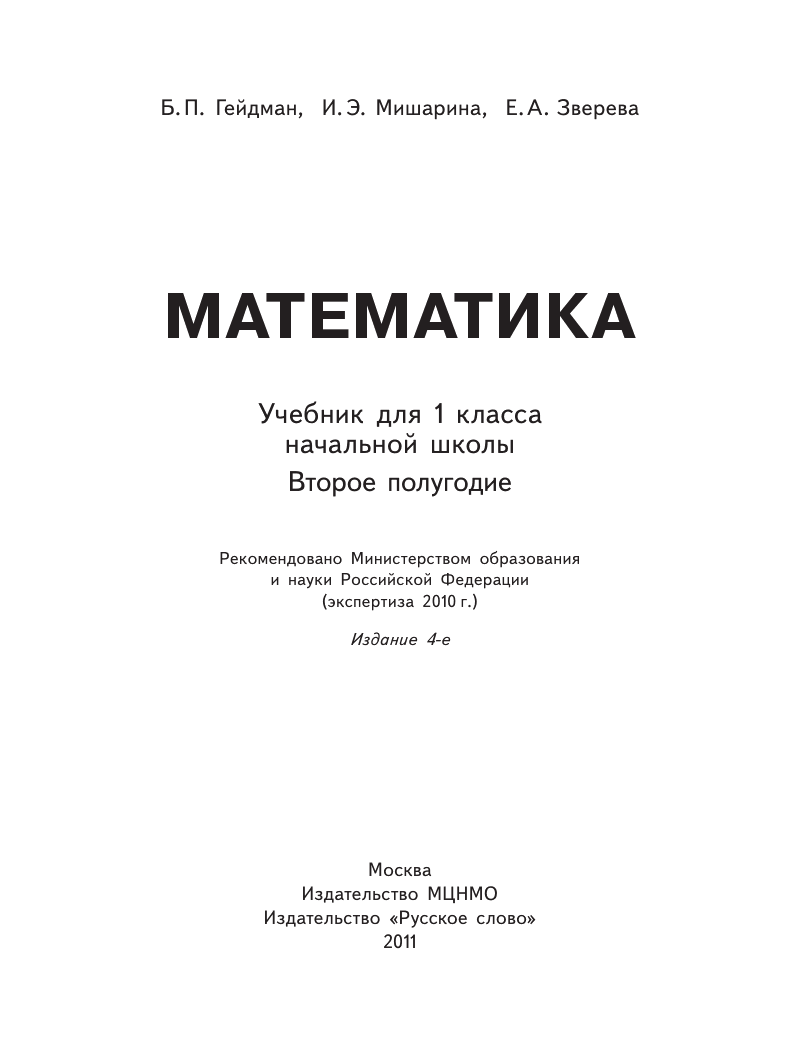 Б. П. Гейдман, И. Э. Мишарина, Е. А. Зверева
МАТЕМАТИКА
Учебник для 1 класса
начальной школы
Второе полугодие
Рекомендовано Министерством образования
и науки Российской Федерации
(экспертиза 2010 г.)
Издание 4-е
Москва
Издательство МЦНМО
Издательство «Русское слово»
2011